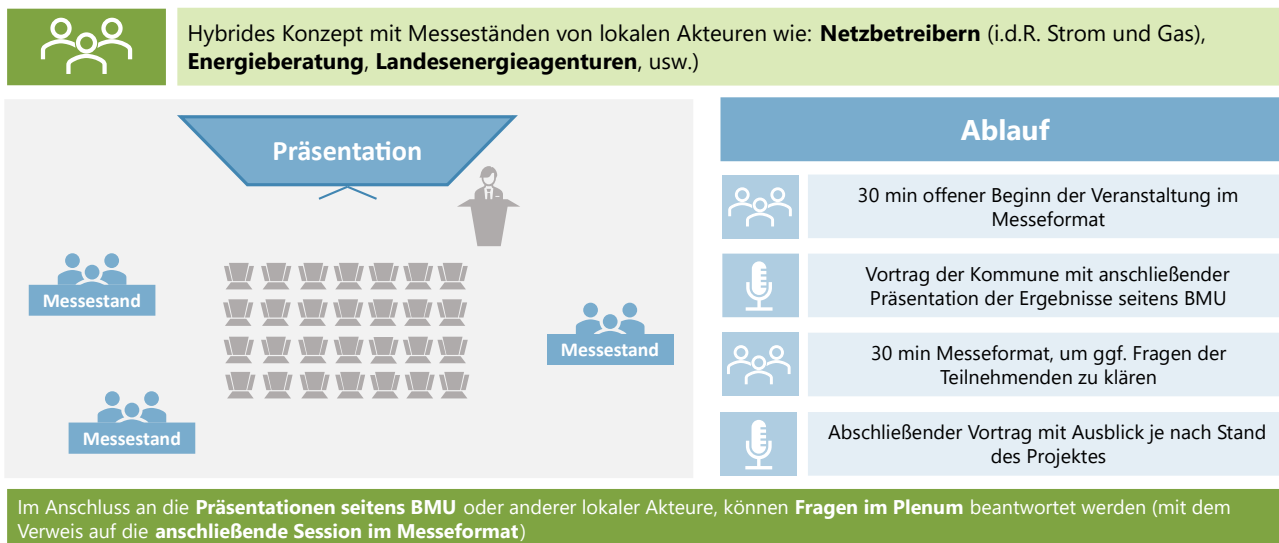 Hybrides Konzept mit Messeständen von lokalen Akteuren wie: Netzbetreibern (i.d.R. Strom und Gas),
Energieberatung, Landesenergieagenturen, usw.)
Präsentation
Messestand
Messestand
Messestand
Ablauf
30 min offener Beginn der Veranstaltung im
Messeformat
Vortrag der Kommune mit anschließender
Präsentation der Ergebnisse seitens BMU
30 min Messeformat, um ggf. Fragen der
Teilnehmenden zu klären
Abschließender Vortrag mit Ausblick je nach Stand
des Projektes
Im Anschluss an die Präsentationen seitens BMU oder anderer lokaler Akteure, können Fragen im Plenum beantwortet werden (mit dem
Verweis auf die anschließende Session im Messeformat)